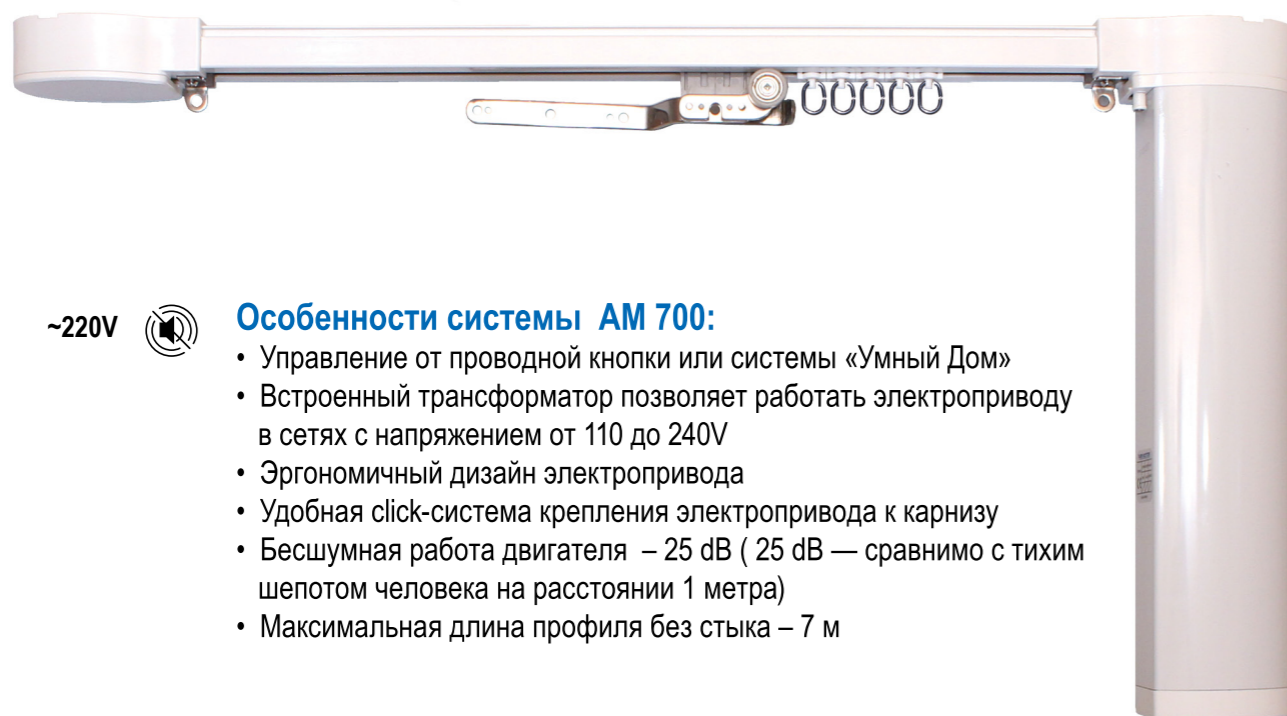 ~220V
Особенности системы AM 700:
• Управление от проводной кнопки или системы «Умный Дом»
• Встроенный трансформатор позволяет работать электроприводу
в сетях с напряжением от 110 до 240V
• Эргономичный дизайн электропривода
• Удобная click-система крепления электропривода к карнизу
• Бесшумная работа двигателя – 25 dB ( 25 dB — сравнимо с тихим
шепотом человека на расстоянии 1 метра)
• Максимальная длина профиля без стыка – 7 м